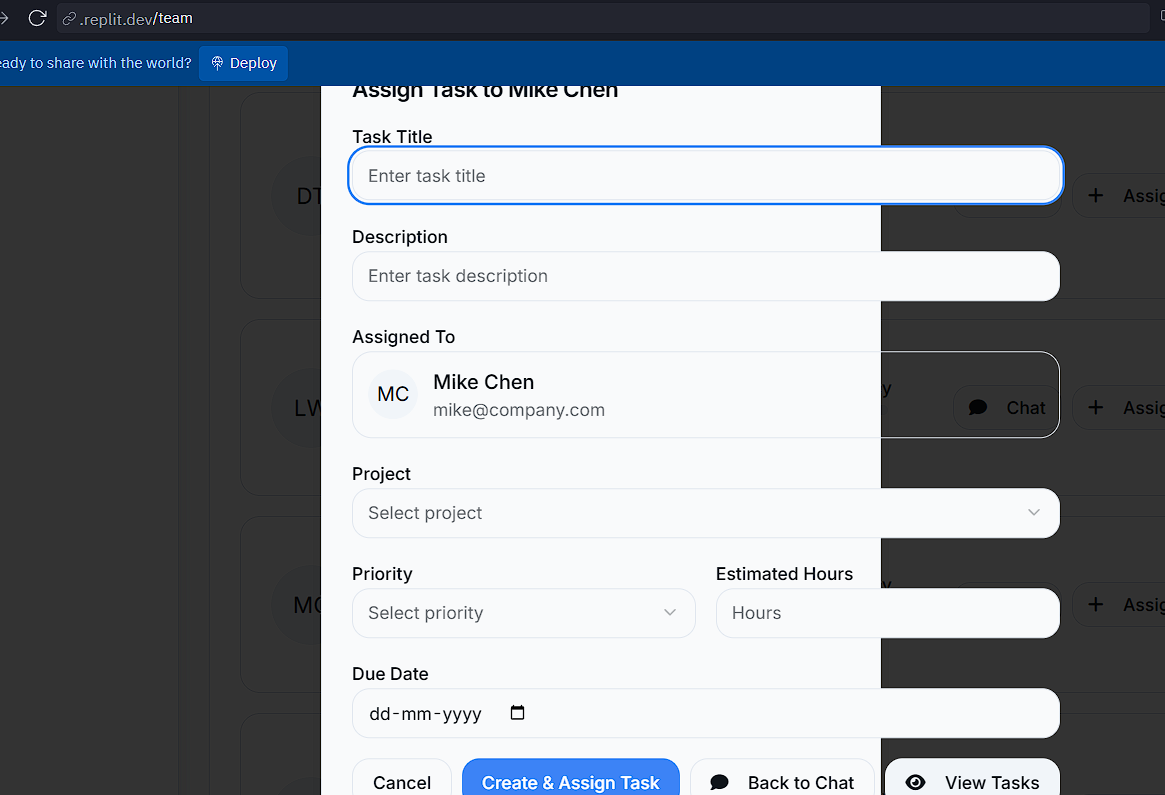 .replit.dev/team
eady to share with the world?
Deploy
Assign Task to Mike Chen
Task Title
Enter task title
DT
Assig
Description
Enter task description
Assigned To
MC
Mike Chen
mike@company.com
LW
y
Chat
Assig
Project
Select project
Priority
Estimated Hours
Select priority
Hours
MC
y
Assig
Due Date
dd-mm-yyyy
Cancel
Create & Assign Task
Back to Chat
View Tasks